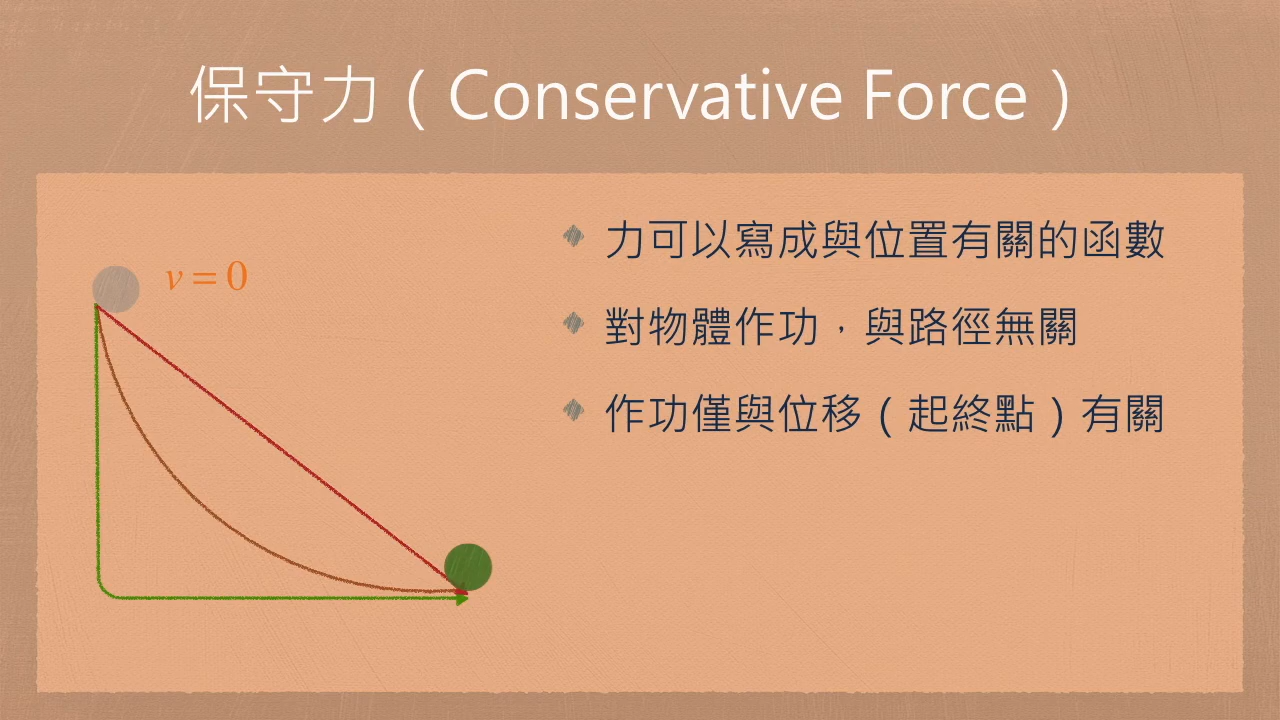 保守力（Conservative Force）
v = 0
力可以寫成與位置有關的函數
對物體作功，與路徑無關
作功僅與位移（起終點）有關